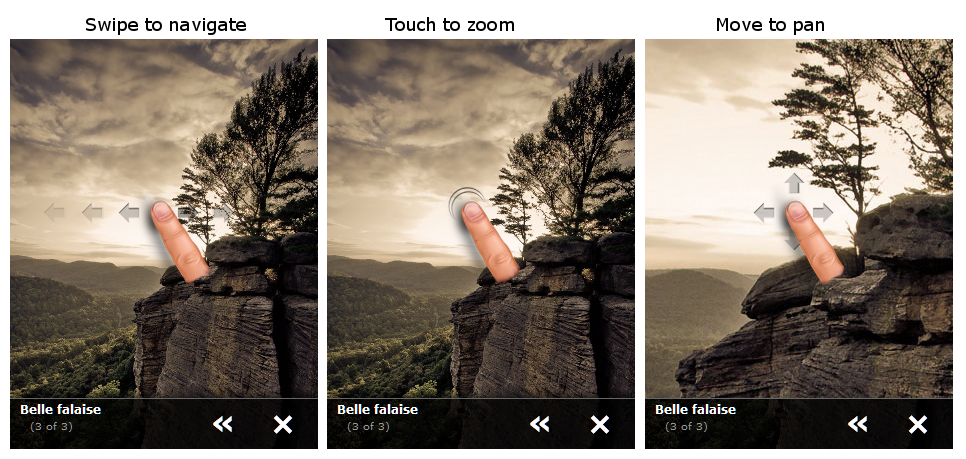 Swipe to navigate
Touch to zoom
Move to pan
Belle falaise
(3 of 3)
Belle falaise
(3 of 3)
Belle falaise
(3 of 3)